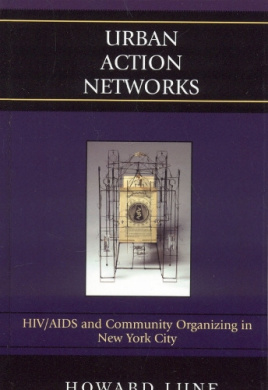 URBAN
ACTION
NETWORKS
HIV/AIDS and Community Organizing in
New York City
HOWARD LUNE